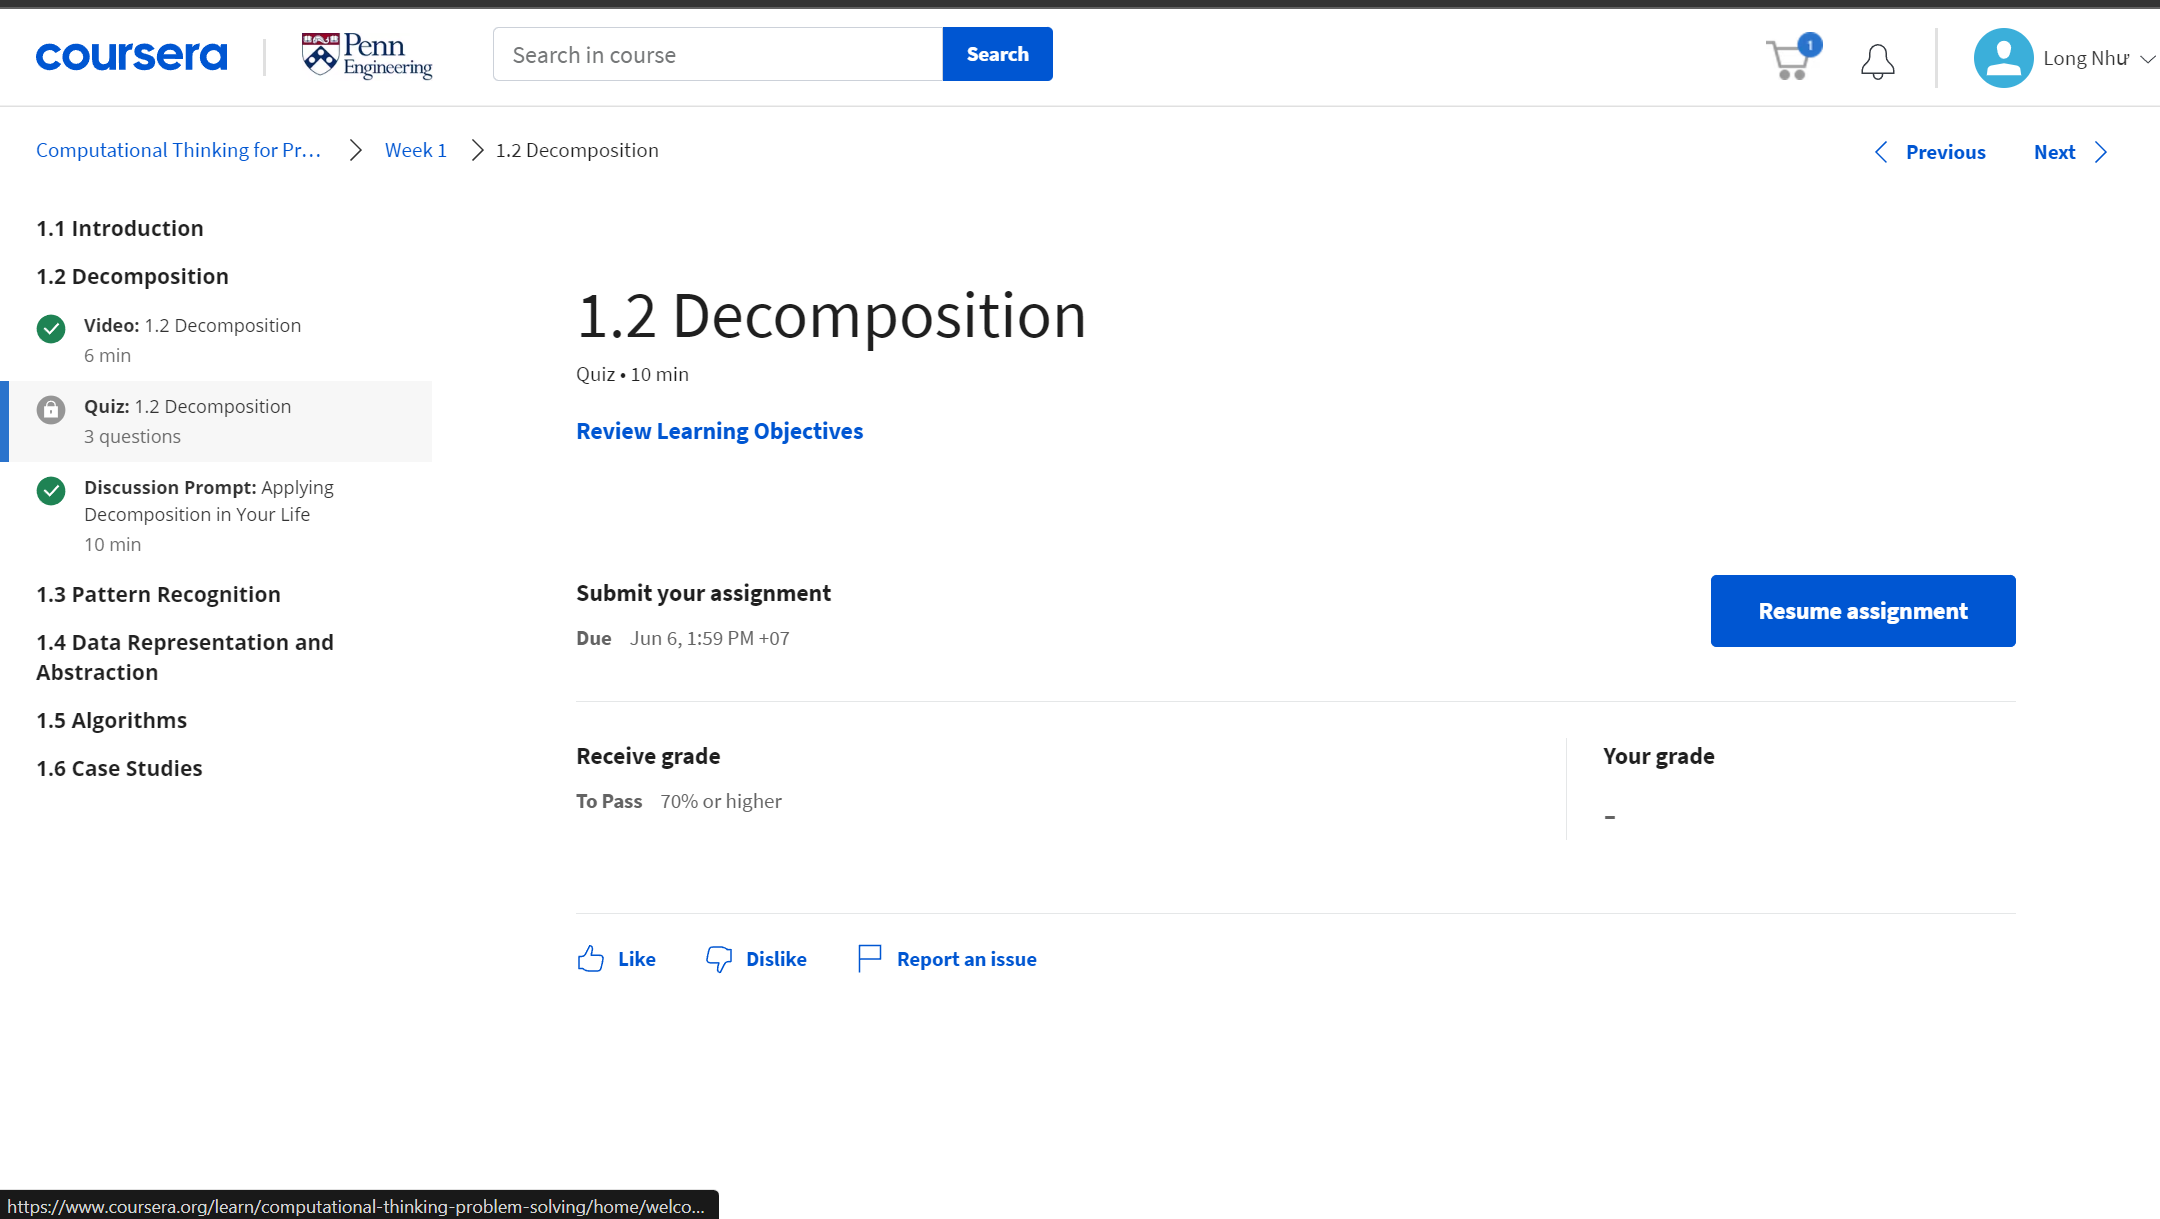 coursera
Penn
Engineering
Search in course
Search
1
Long Như
Computational Thinking for Pr...
Week 1
1.2 Decomposition
Previous
Next
1.1 Introduction
1.2 Decomposition
Video: 1.2 Decomposition
6 min
Quiz: 1.2 Decomposition
3 questions
Discussion Prompt: Applying
Decomposition in Your Life
10 min
1.3 Pattern Recognition
1.4 Data Representation and
Abstraction
1.5 Algorithms
1.6 Case Studies
1.2 Decomposition
Quiz • 10 min
Review Learning Objectives
Submit your assignment
Due Jun 6, 1:59 PM +07
Resume assignment
Receive grade
To Pass 70% or higher
Your grade
-
Like
Dislike
Report an issue
https://www.coursera.org/learn/computational-thinking-problem-solving/home/welco...